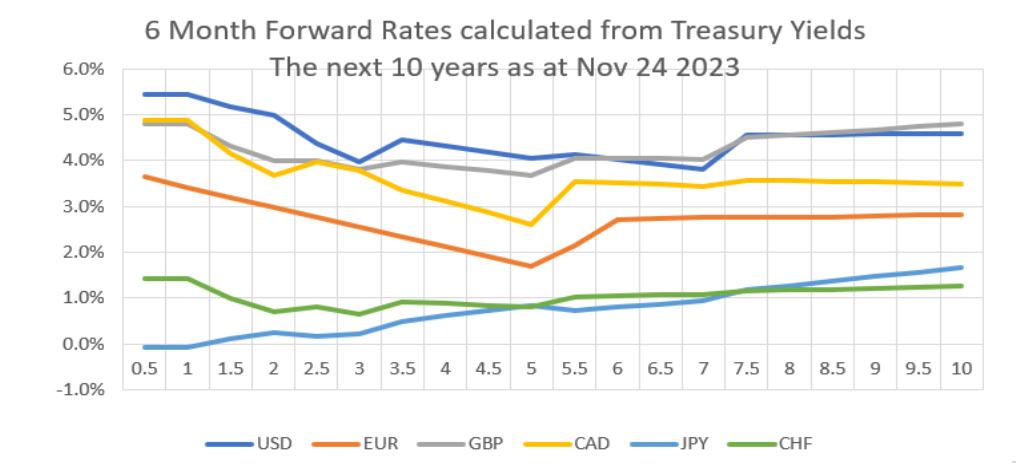 6 Month Forward Rates calculated from Treasury Yields
The next 10 years as at Nov 24 2023
6.0%
5.0%
4.0%
3.0%
2.0%
1.0%
0.0%
-1.0%
0.5 1 1.5 2 2.5 3 3.5 4 4.5 5 5.5 6 6.5 7 7.5 8 8.5 9 9.5 10
USD EUR GBP CAD JPY CHF